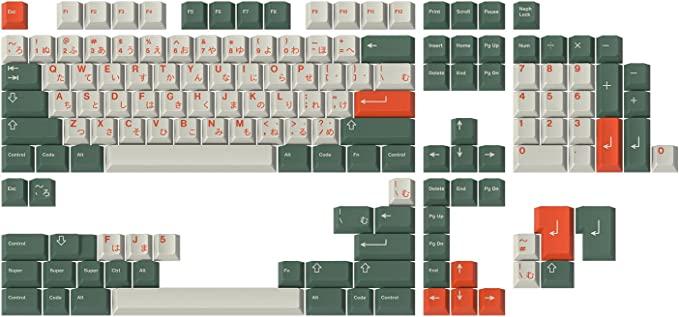 Esc F1 F2 F3 F4 F5 F6 F7 F8 F9 F10 F11 F12 Print Scroll Pause Lock
~ ろ ! 1 ぬ @ 2 ふ # 3 あ $ 4 う % 5 え ^ 6 お & 7 や * 8 ゆ ( 9 よ ) 0 わ - ほ + = へ ← Insert Home Pg Up Num ÷ × −
Q た W て E い R す T か Y ん U な I に O ら P せ { [ } ] | \ む Delete End Pg Dn 7 8 9 + −
A ち S と D し F は G き H く J ま K の L り : ; れ " ' け 4 5 6 +
Z つ X さ C そ V ひ B こ N み M も < , ね > . る ? / め ↑ 1 2 3
Control Code Alt Alt Code Fn Control ← ↓ → 0 . 0
Esc ~ ろ | \ む Delete End Pg Dn
| \ む ← Pg Up
Control F は J ま 5 Pg Dn ~ #
Super Super Super Ctrl Alt Fn End ↑ | \ む
Control Code Alt Alt Code Control ← ↓ →